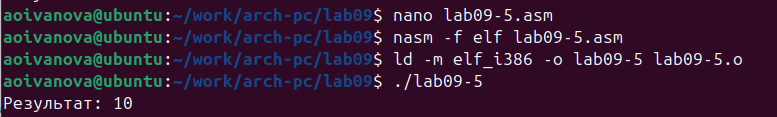 aoivanova@ubuntu:~/work/arch-pc/lab09$ nano lab09-5.asm
aoivanova@ubuntu:~/work/arch-pc/lab09$ nasm -f elf lab09-5.asm
aoivanova@ubuntu:~/work/arch-pc/lab09$ ld -m elf_i386 -o lab09-5 lab09-5.o
aoivanova@ubuntu:~/work/arch-pc/lab09$ ./lab09-5
Результат: 10